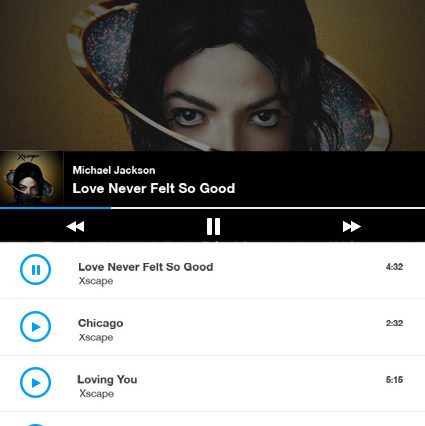 Xscape
Michael Jackson
Love Never Felt So Good
Love Never Felt So Good
Xscape
4:32
Chicago
Xscape
2:32
Loving You
Xscape
5:15